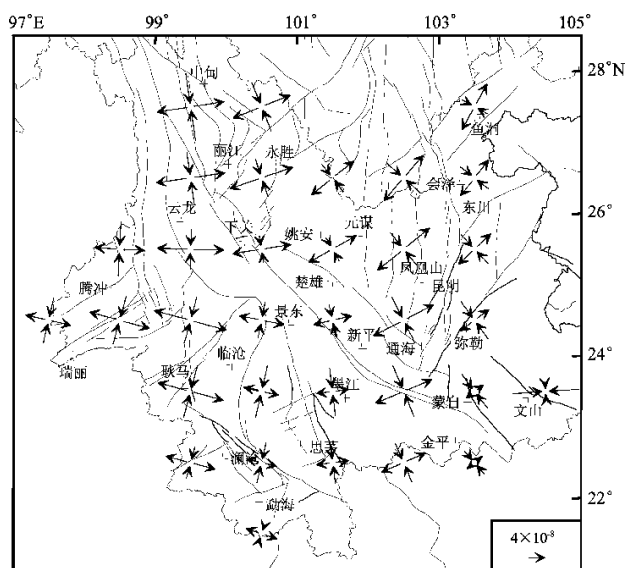 97°E 99° 101° 103° 105°
28°N
中甸
鱼洞
丽江 永胜
会泽
云龙
东川
下关 姚安 元谋
楚雄 凤凰山
昆明
腾冲
景东
新平
通海 弥勒
24°
26°
瑞丽 耿马 临沧
墨江
蒙自 文山
思茅 金平
澜沧
22°
勐海
4×10⁻⁸